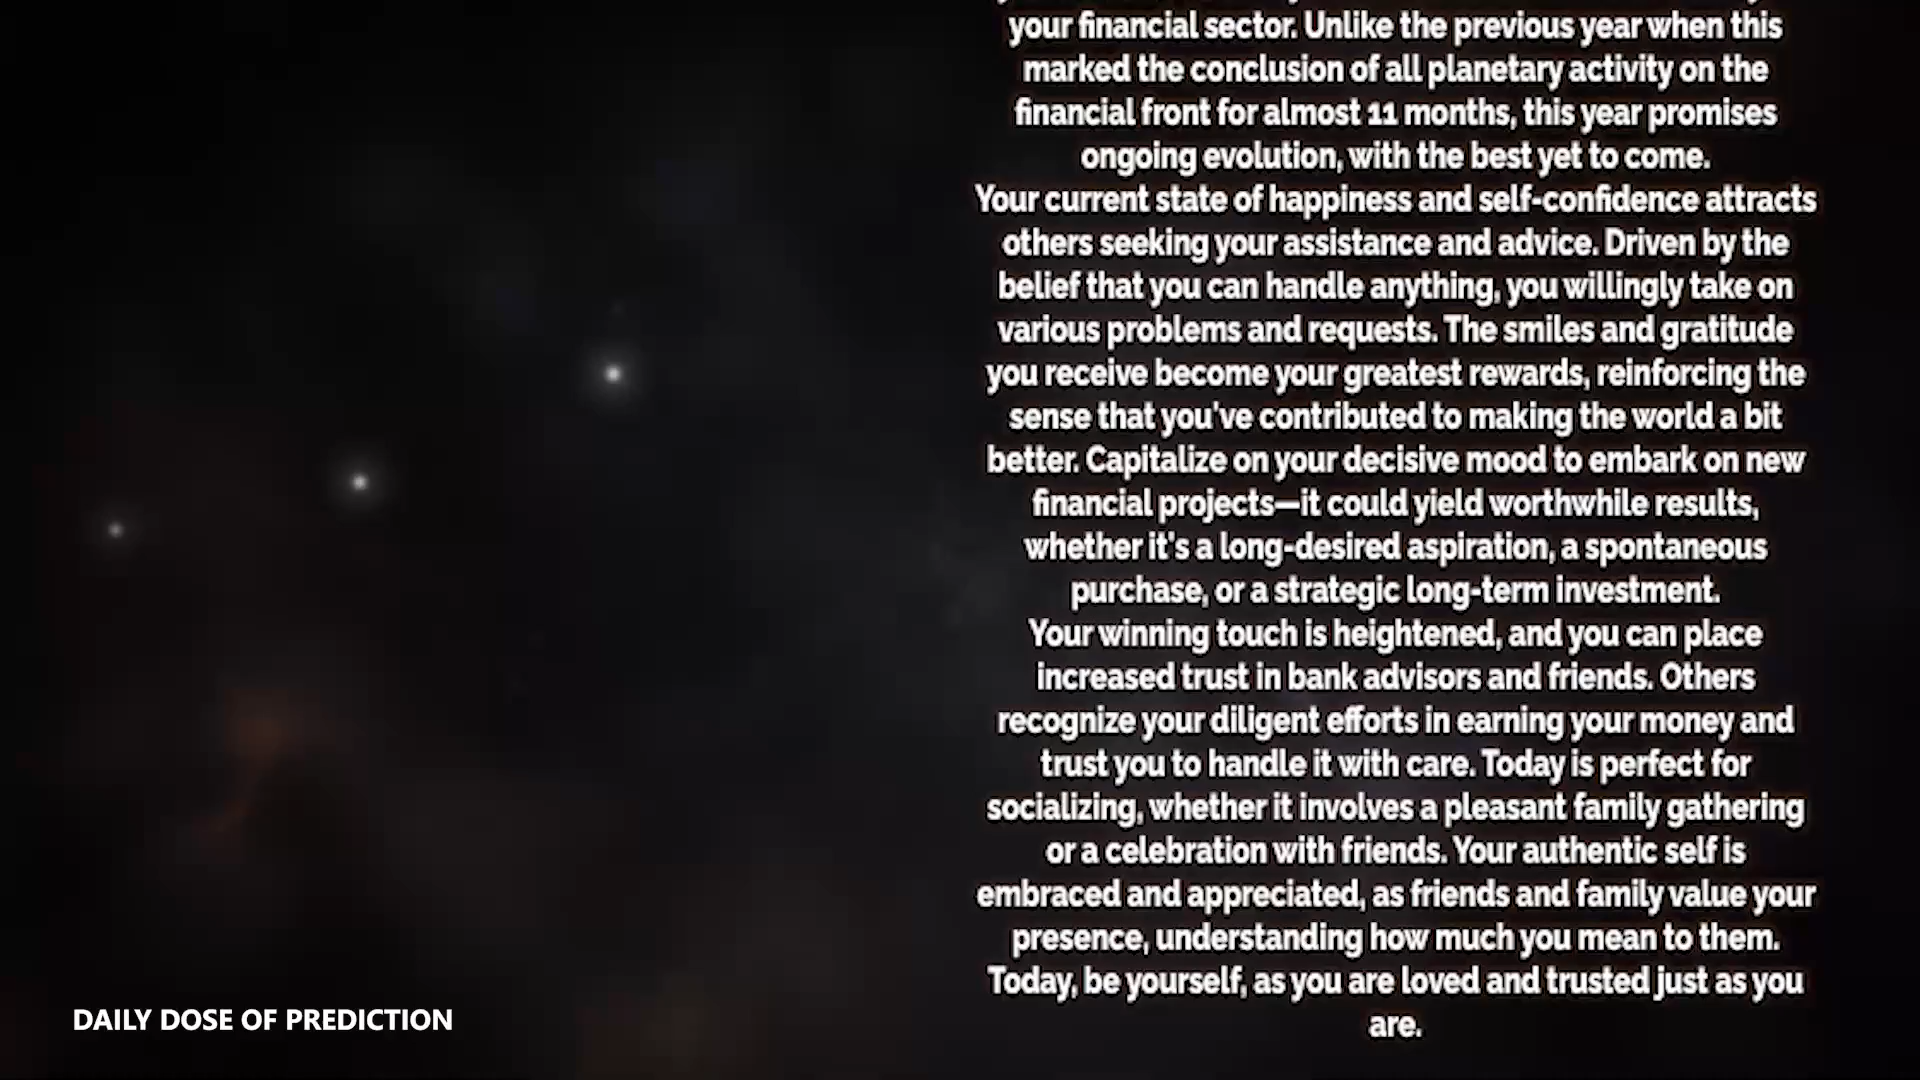 your financial sector. Unlike the previous year when this
marked the conclusion of all planetary activity on the
financial front for almost 11 months, this year promises
ongoing evolution, with the best yet to come.
Your current state of happiness and self-confidence attracts
others seeking your assistance and advice. Driven by the
belief that you can handle anything, you willingly take on
various problems and requests. The smiles and gratitude
you receive become your greatest rewards, reinforcing the
sense that you've contributed to making the world a bit
better. Capitalize on your decisive mood to embark on new
financial projects—it could yield worthwhile results,
whether it's a long-desired aspiration, a spontaneous
purchase, or a strategic long-term investment.
Your winning touch is heightened, and you can place
increased trust in bank advisors and friends. Others
recognize your diligent efforts in earning your money and
trust you to handle it with care. Today is perfect for
socializing, whether it involves a pleasant family gathering
or a celebration with friends. Your authentic self is
embraced and appreciated, as friends and family value your
presence, understanding how much you mean to them.
Today, be yourself, as you are loved and trusted just as you
are.
DAILY DOSE OF PREDICTION